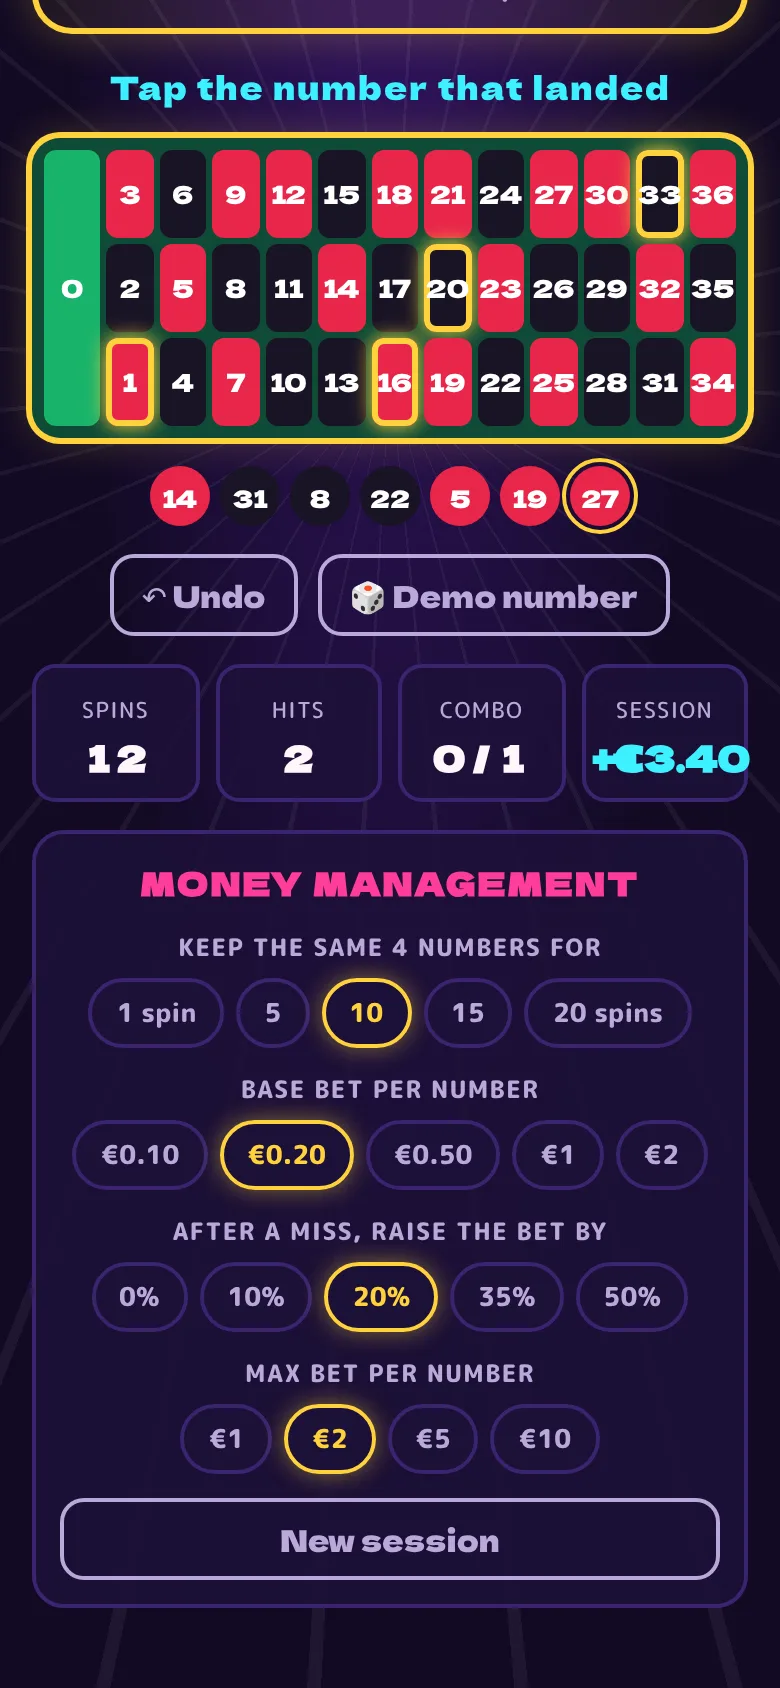 Tap the number that landed
3 6 9 12 15 18 21 24 27 30 33 36
0 2 5 8 11 14 17 20 23 26 29 32 35
1 4 7 10 13 16 19 22 25 28 31 34
14 31 8 22 5 19 27
↶ Undo 🎲 Demo number
SPINS HITS COMBO SESSION
12 2 0 / 1 +€3.40
MONEY MANAGEMENT
KEEP THE SAME 4 NUMBERS FOR
1 spin 5 10 15 20 spins
BASE BET PER NUMBER
€0.10 €0.20 €0.50 €1 €2
AFTER A MISS, RAISE THE BET BY
0% 10% 20% 35% 50%
MAX BET PER NUMBER
€1 €2 €5 €10
New session